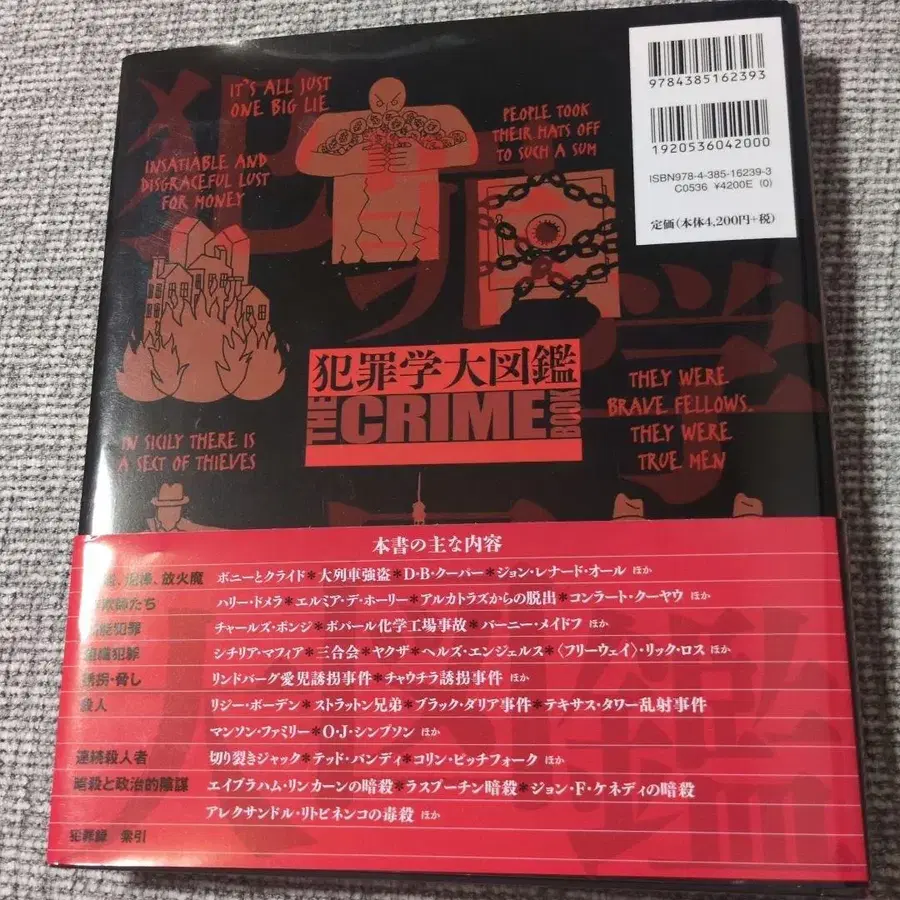 IT'S ALL JUST
ONE BIG LIE
PEOPLE TOOK
THEIR HATS OFF
TO SUCH A SUM
INSATIABLE AND
DISGRACEFUL LUST
FOR MONEY
9784385162393
1920536042000
ISBN978-4-385-16239-3
C0536 ¥4200E (0)
定価(本体4,200円+税)
犯罪学大図鑑
THE CRIME BOOK
THEY WERE
BRAVE FELLOWS.
THEY WERE
TRUE MEN
IN SICILY THERE IS
A SECT OF THIEVES
本書の主な内容
、放火魔 ボニーとクライド*大列車強盗*D・B・クーパー*ジョン・レナード・オール ほか
師たち ハリー・ドメラ*エルミア・デ・ホーリー*アルカトラズからの脱出*コンラート・クーヤウ ほか
犯罪 チャールズ・ポンジ*ボパール化学工場事故*バーニー・メイドフ ほか
組織犯罪 シチリア・マフィア*三合会*ヤクザ*ヘルズ・エンジェルス*〈フリーウェイ〉・リック・ロス ほか
誘拐・脅し リンドバーグ愛児誘拐事件*チャウチラ誘拐事件 ほか
殺人 リジー・ボーデン*ストラットン兄弟*ブラック・ダリア事件*テキサス・タワー乱射事件
マンソン・ファミリー*O・J・シンプソン ほか
連続殺人者 切り裂きジャック*テッド・バンディ*コリン・ピッチフォーク ほか
暗殺と政治的陰謀 エイブラハム・リンカーンの暗殺*ラスプーチン暗殺*ジョン・F・ケネディの暗殺
アレクサンドル・リトビネンコの毒殺 ほか
犯罪録 索引